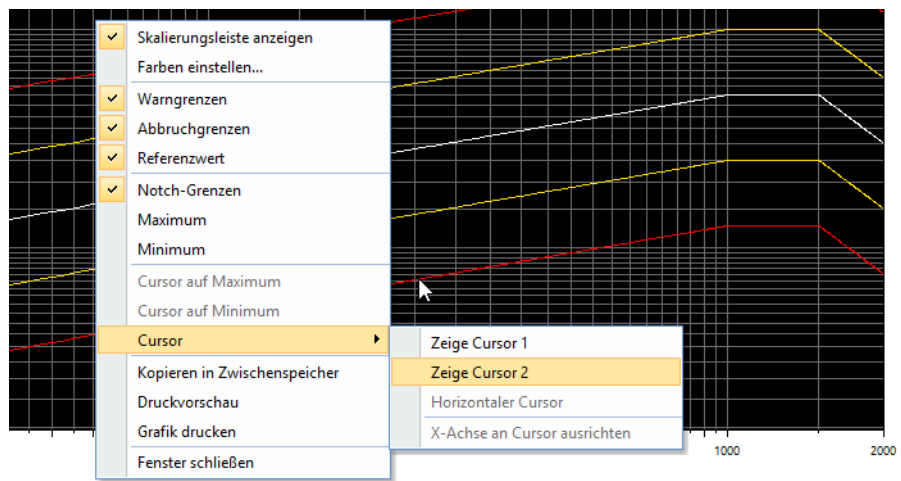 Skalierungsleiste anzeigen
Farben einstellen...
Warngrenzen
Abbruchgrenzen
Referenzwert
Notch-Grenzen
Maximum
Minimum
Cursor auf Maximum
Cursor auf Minimum
Cursor
Kopieren in Zwischenspeicher
Druckvorschau
Grafik drucken
Fenster schließen
Zeige Cursor 1
Zeige Cursor 2
Horizontaler Cursor
X-Achse an Cursor ausrichten
1000 2000